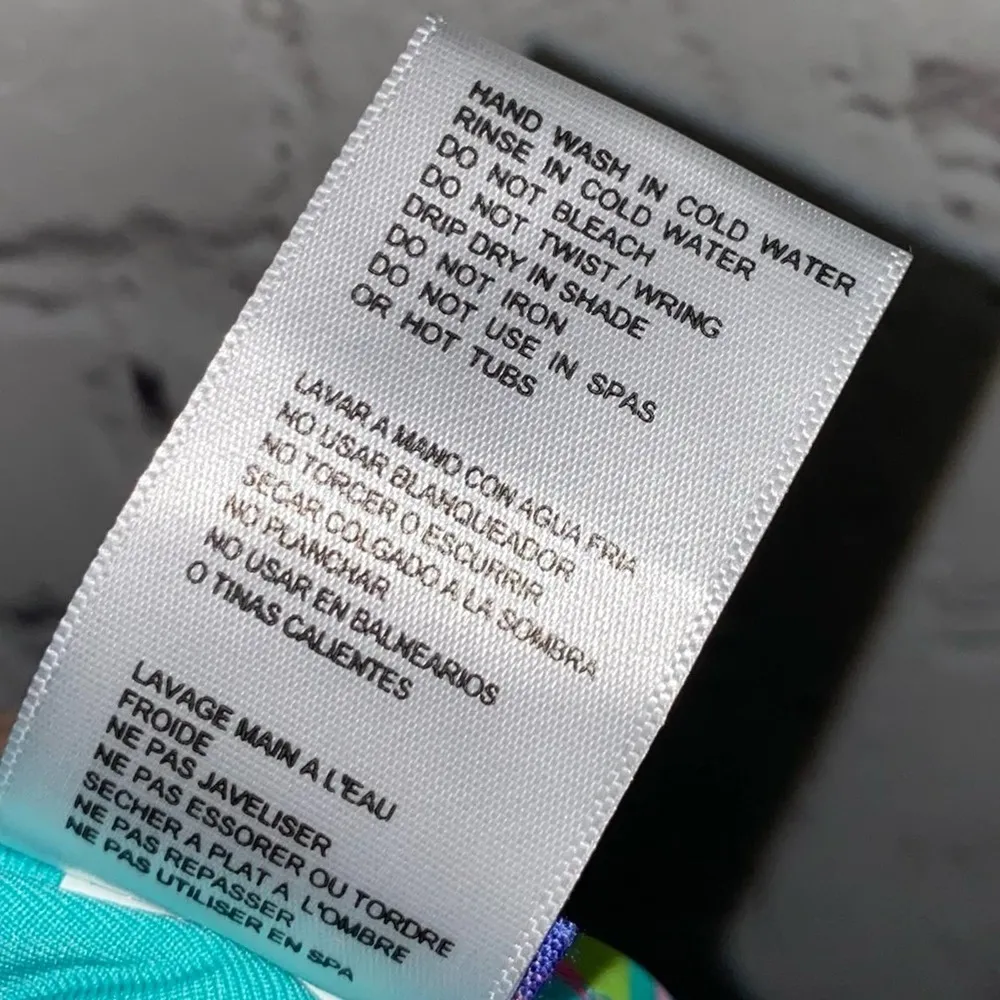 HAND WASH IN COLD WATER
RINSE IN COLD WATER
DO NOT BLEACH
DO NOT TWIST / WRING
DRIP DRY IN SHADE
DO NOT IRON
DO NOT USE IN SPAS
OR HOT TUBS
LAVAR A MANO CON AGUA FRIA
NO USAR BLANQUEADOR
NO TORCER O ESCURRIR
SECAR COLGADO A LA SOMBRA
NO PLANCHAR
NO USAR EN BALNEARIOS
O TINAS CALIENTES
LAVAGE MAIN A L'EAU
FROIDE
NE PAS JAVELISER
NE PAS ESSORER OU TORDRE
SECHER A PLAT A L'OMBRE
NE PAS REPASSER
NE PAS UTILISER EN SPA